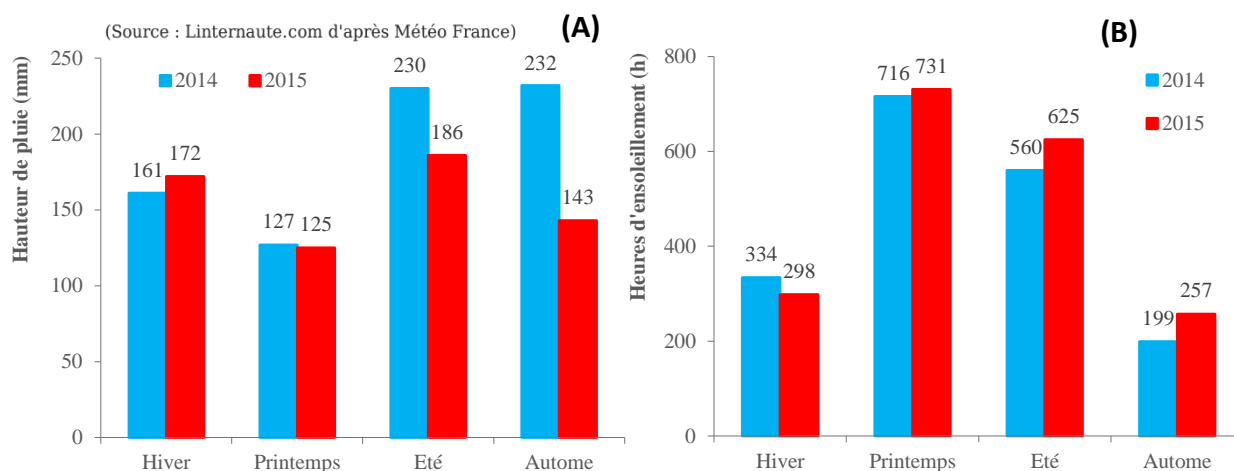 (Source : Linternaute.com d'après Météo France)
(A)
Hauteur de pluie (mm)
250
200
150
100
50
0
2014
2015
161
172
127
125
230
186
232
143
Hiver
Printemps
Eté
Autome
(B)
Heures d'ensoleillement (h)
800
600
400
200
0
2014
2015
334
298
716
731
560
625
199
257
Hiver
Printemps
Eté
Autome